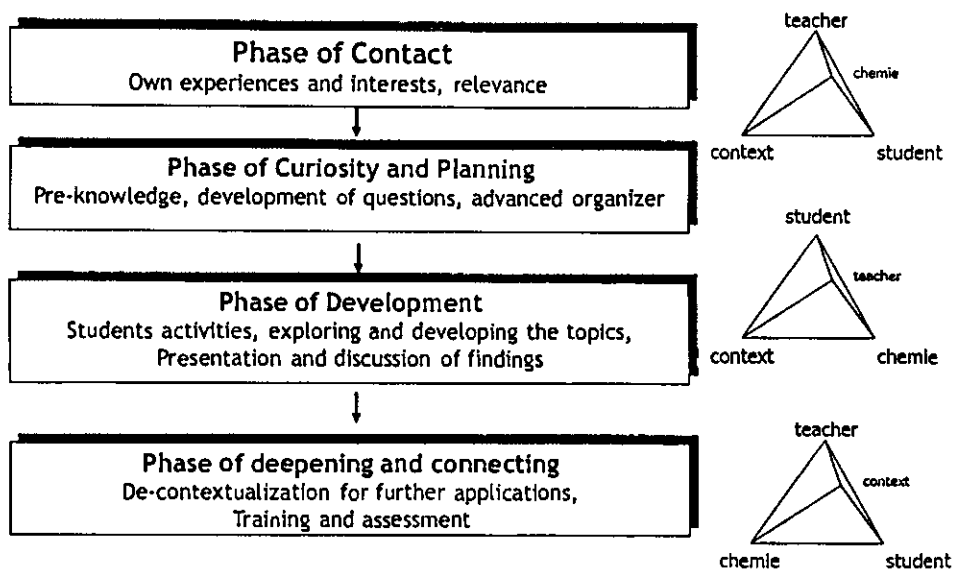 Phase of Contact
Own experiences and interests, relevance
Phase of Curiosity and Planning
Pre-knowledge, development of questions, advanced organizer
Phase of Development
Students activities, exploring and developing the topics,
Presentation and discussion of findings
Phase of deepening and connecting
De-contextualization for further applications,
Training and assessment
teacher
chemie
context student
student
teacher
context chemie
teacher
context
chemie student